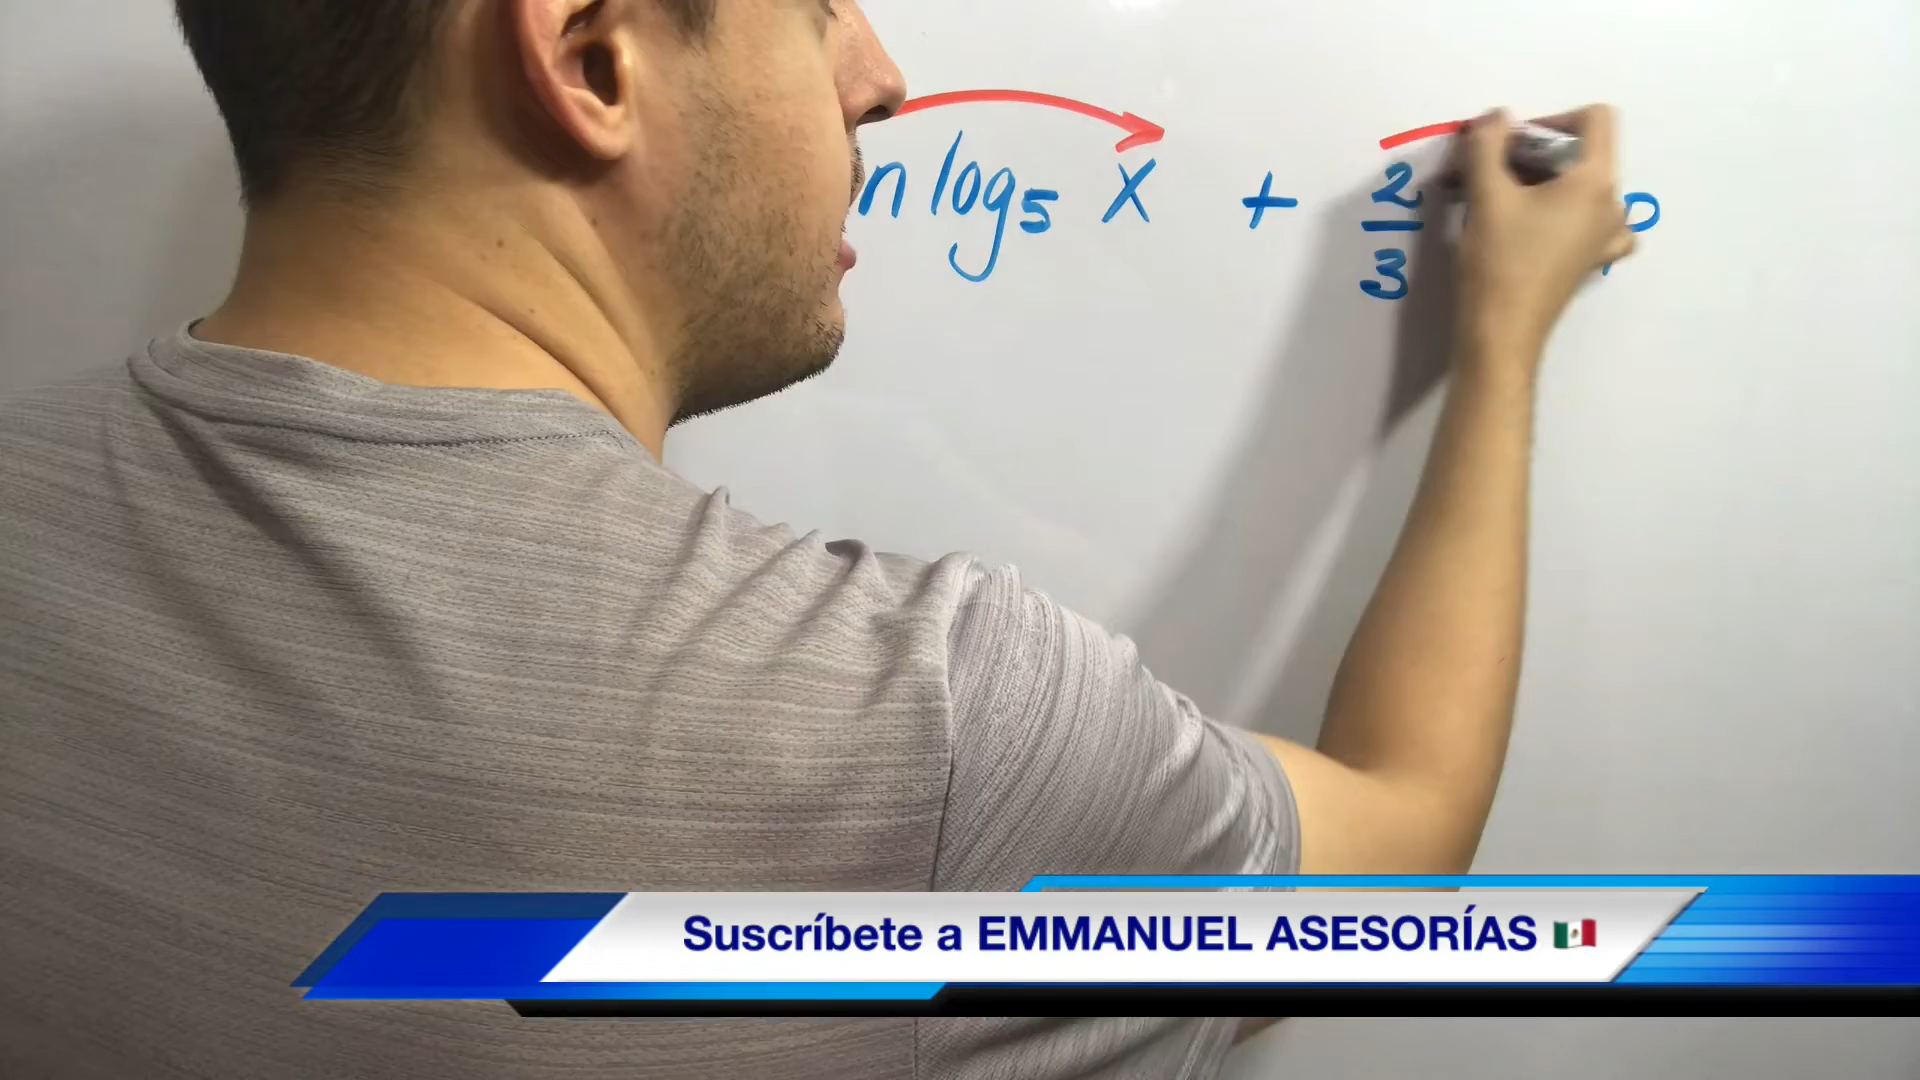 n log₅ x + 2/3 p
Suscríbete a EMMANUEL ASESORÍAS 🇲🇽